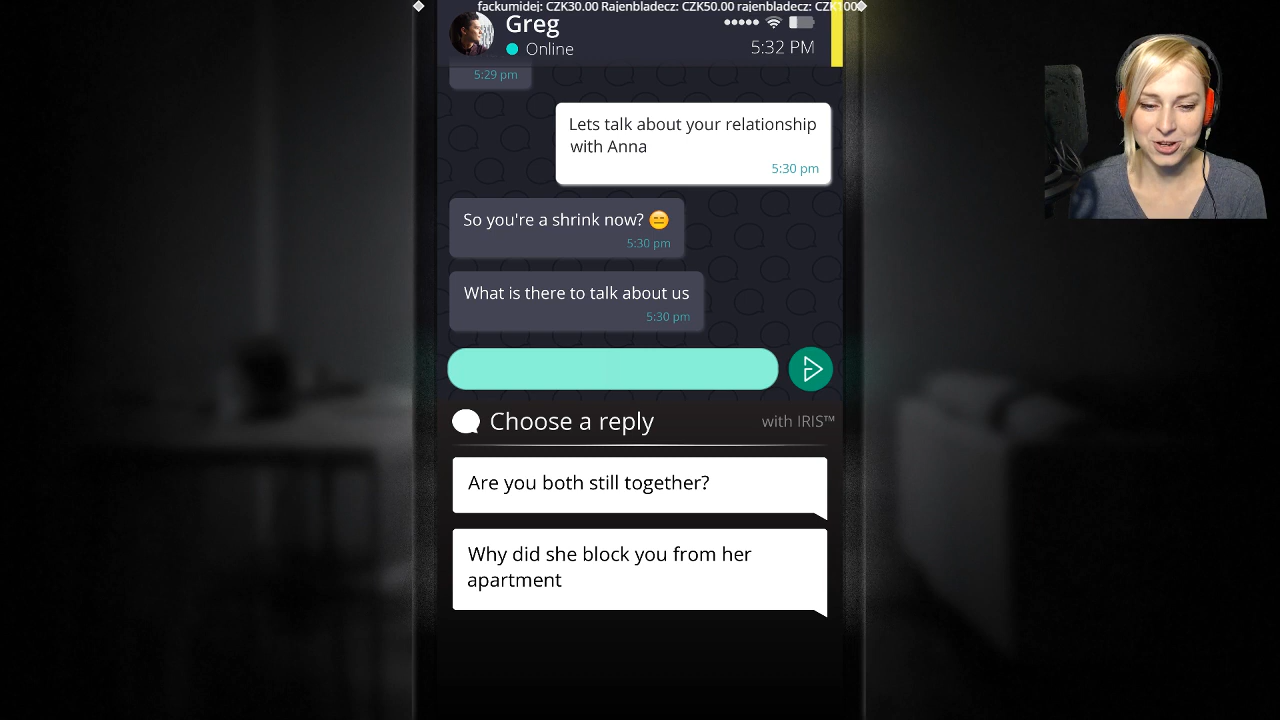 fackumidej: CZK30.00 Rajenbladecz: CZK50.00 rajenbladecz: CZK100
Greg
Online
5:32 PM
5:29 pm
Lets talk about your relationship
with Anna
5:30 pm
So you're a shrink now? 😑
5:30 pm
What is there to talk about us
5:30 pm
Choose a reply
with IRIS™
Are you both still together?
Why did she block you from her
apartment